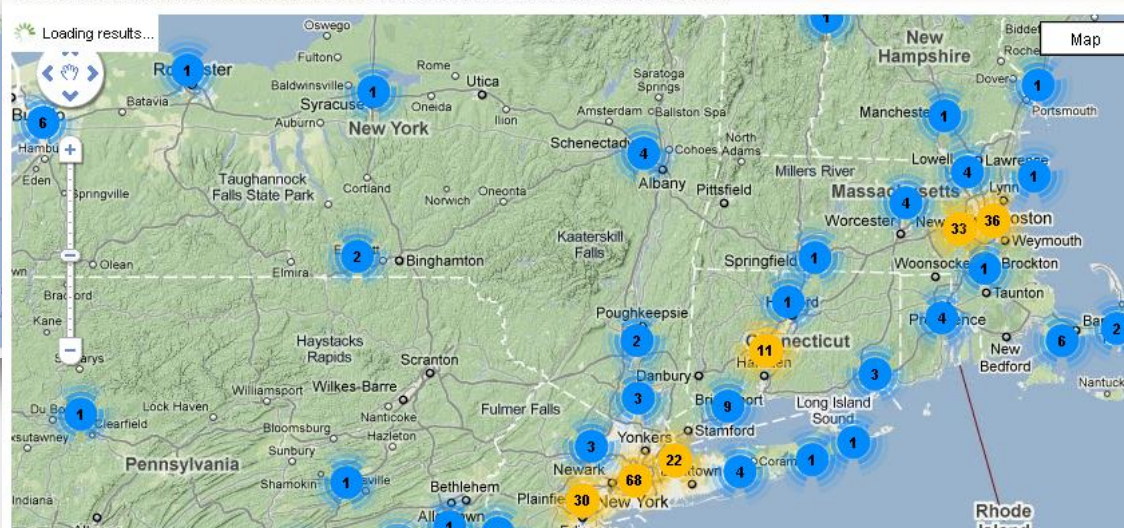 Oswego
Loading results...
New
Hampshire
Map
Fulton
Rome
Utica
Saratoga
Springs
Dover
Portsmouth
Baldwinsville
Batavia
Syracuse
Oneida
Ilion
Amsterdam
Ballston Spa
1
1
1
1
1
6
Auburn
New York
Schenectady
Cohoes
North
Adams
Lowell
Lawrence
Eden
Springville
Taughannock
Falls State Park
Cortland
Norwich
Oneonta
4
Albany
Pittsfield
Millers River
Massachusetts
4
1
Lynn
4
Worcester
33
36
Weymouth
Olean
Elmira
2
Binghamton
Kaaterskill
Falls
Springfield
1
Woonsocket
1
Brockton
Taunton
Kane
Poughkeepsie
1
4
2
Haystacks
Rapids
Scranton
2
11
Connecticut
6
New
Bedford
Danbury
3
Williamsport
Wilkes-Barre
Nanticoke
Lock Haven
Fulmer Falls
3
9
Long Island
Sound
1
Clearfield
Bloomsburg
Hazleton
Stamford
Yonkers
3
1
Sunbury
Pennsylvania
Newark
22
4
Coram
1
Shamokin
1
Bethlehem
68
Plainfield
30
New York
Indiana
1
Rhode
Island